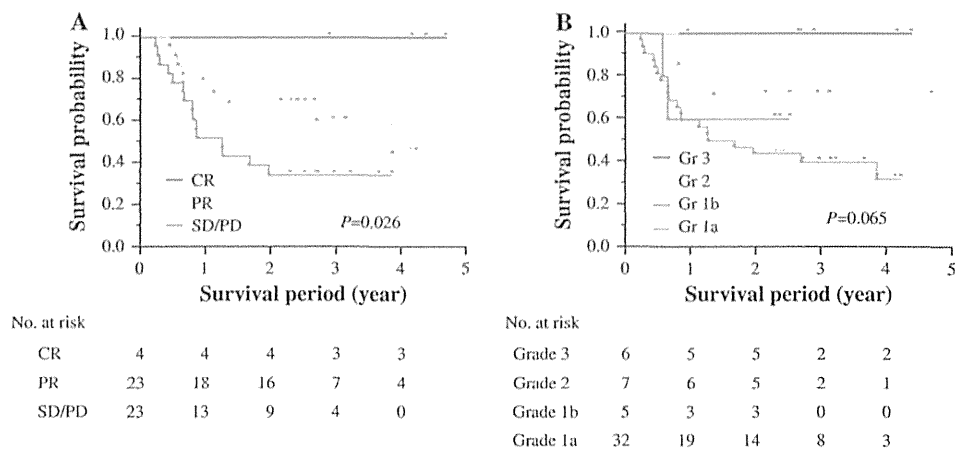 A
B
Survival probability
1.0
0.8
0.6
0.4
0.2
0.0
CR
PR
SD/PD
P=0.026
0 1 2 3 4 5
Survival period (year)
Survival probability
1.0
0.8
0.6
0.4
0.2
0.0
Gr 3
Gr 2
Gr 1b
Gr 1a
P=0.065
0 1 2 3 4 5
Survival period (year)
No. at risk
CR 4 4 4 3 3
PR 23 18 16 7 4
SD/PD 23 13 9 4 0
No. at risk
Grade 3 6 5 5 2 2
Grade 2 7 6 5 2 1
Grade 1b 5 3 3 0 0
Grade 1a 32 19 14 8 3